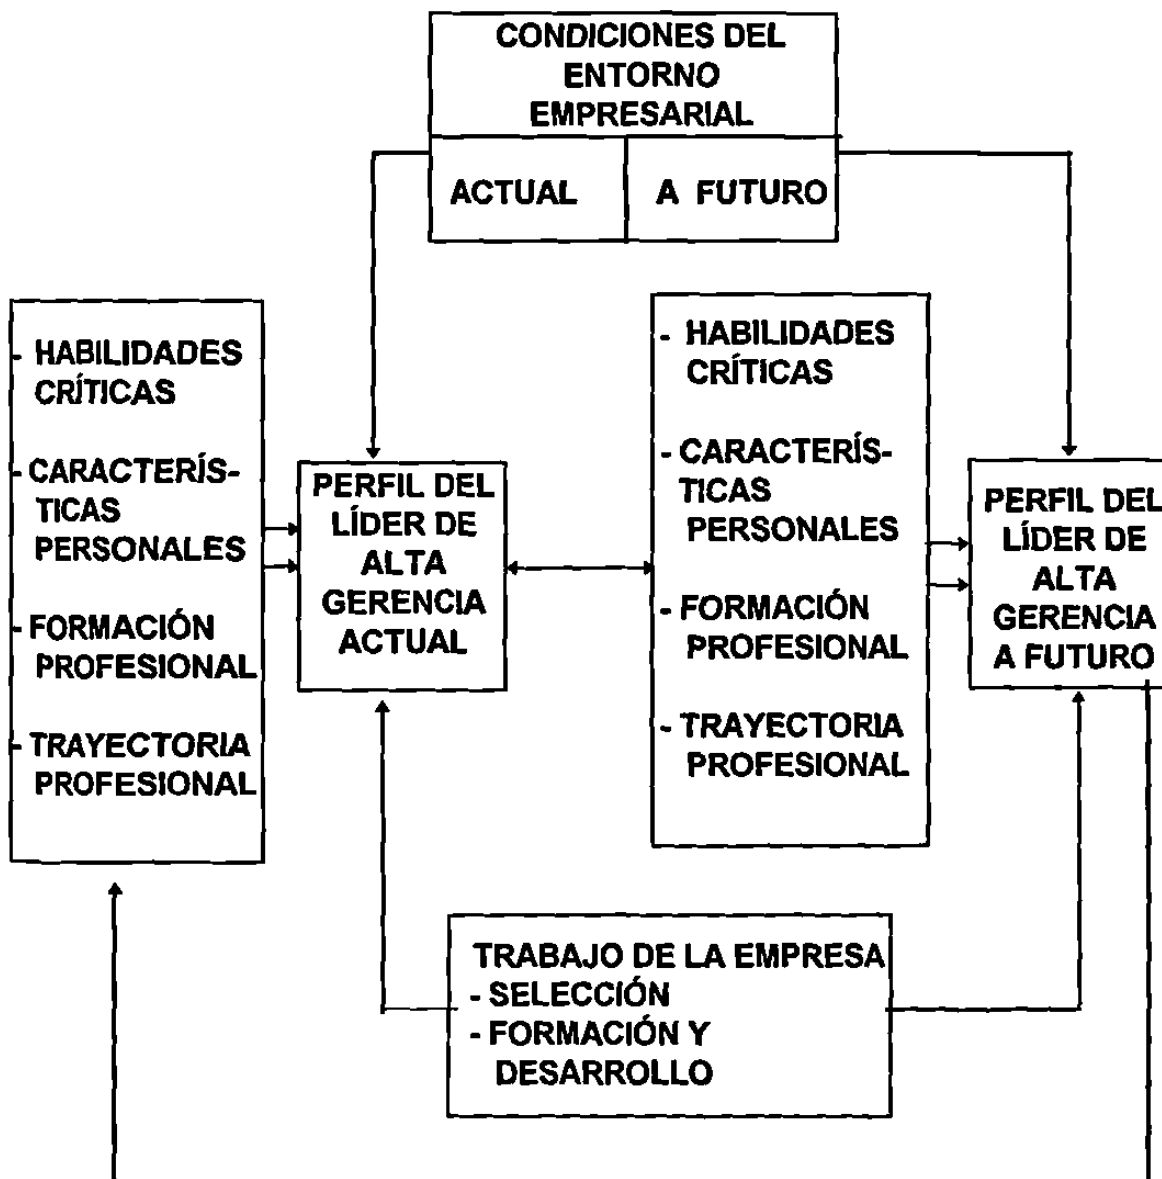 CONDICIONES DEL
ENTORNO
EMPRESARIAL
ACTUAL
A FUTURO
- HABILIDADES
CRÍTICAS
- CARACTERÍS-
TICAS
PERSONALES
- FORMACIÓN
PROFESIONAL
- TRAYECTORIA
PROFESIONAL
PERFIL DEL
LÍDER DE
ALTA
GERENCIA
ACTUAL
- HABILIDADES
CRÍTICAS
- CARACTERÍS-
TICAS
PERSONALES
- FORMACIÓN
PROFESIONAL
- TRAYECTORIA
PROFESIONAL
PERFIL DEL
LÍDER DE
ALTA
GERENCIA
A FUTURO
TRABAJO DE LA EMPRESA
- SELECCIÓN
- FORMACIÓN Y
DESARROLLO